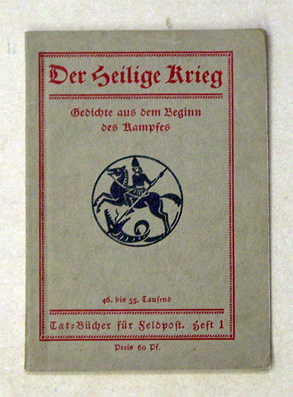 Der Heilige Krieg
Gedichte aus dem Beginn
des Kampfes
46. bis 55. Tausend
Tat-Bücher für Feldpost. Heft 1
Preis 60 Pf.